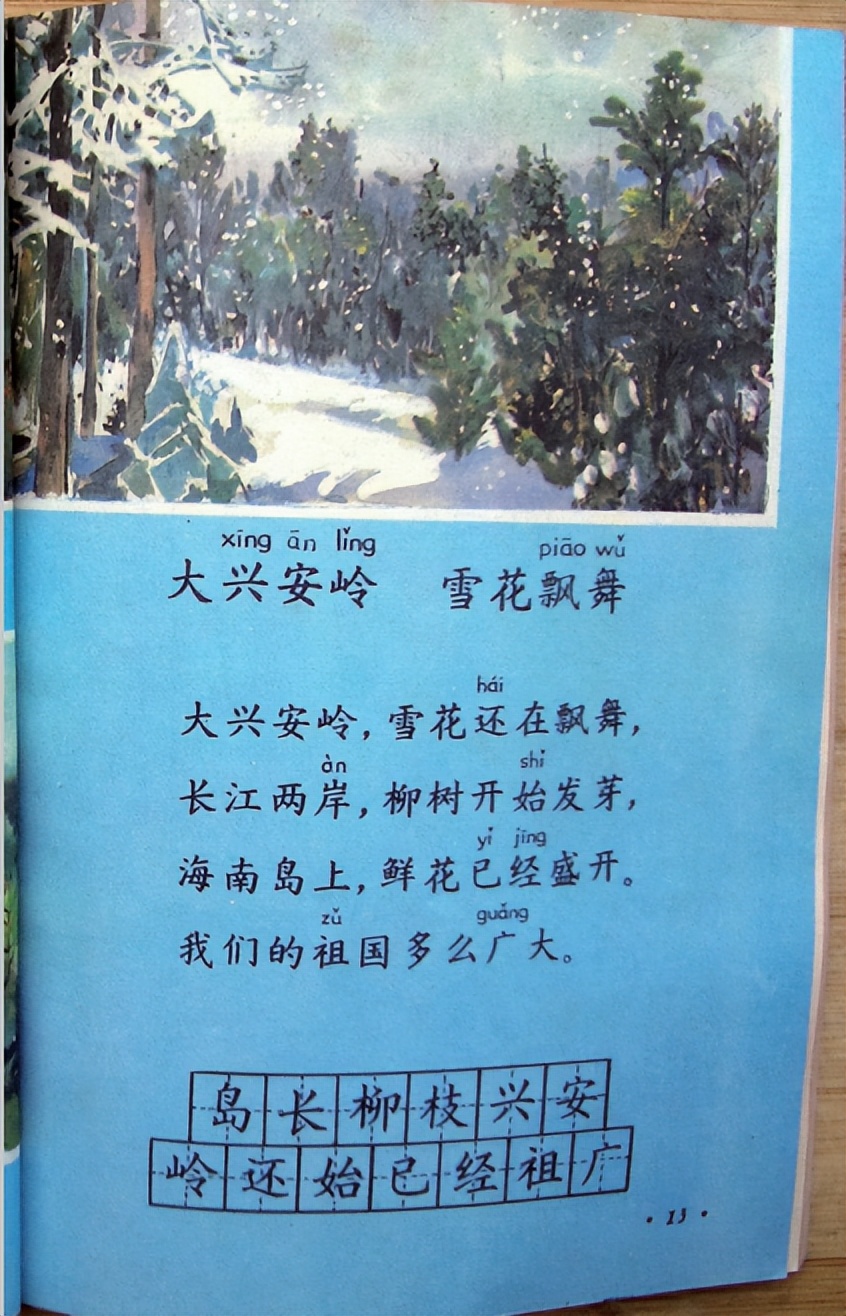 xīng ān lǐng piāo wǔ
大兴安岭 雪花飘舞
hái
大兴安岭，雪花还在飘舞，
àn shǐ
长江两岸，柳树开始发芽，
yǐ jīng
海南岛上，鲜花已经盛开。
zǔ guǎng
我们的祖国多么广大。
岛长柳枝兴安
岭还始已经祖广
·13·